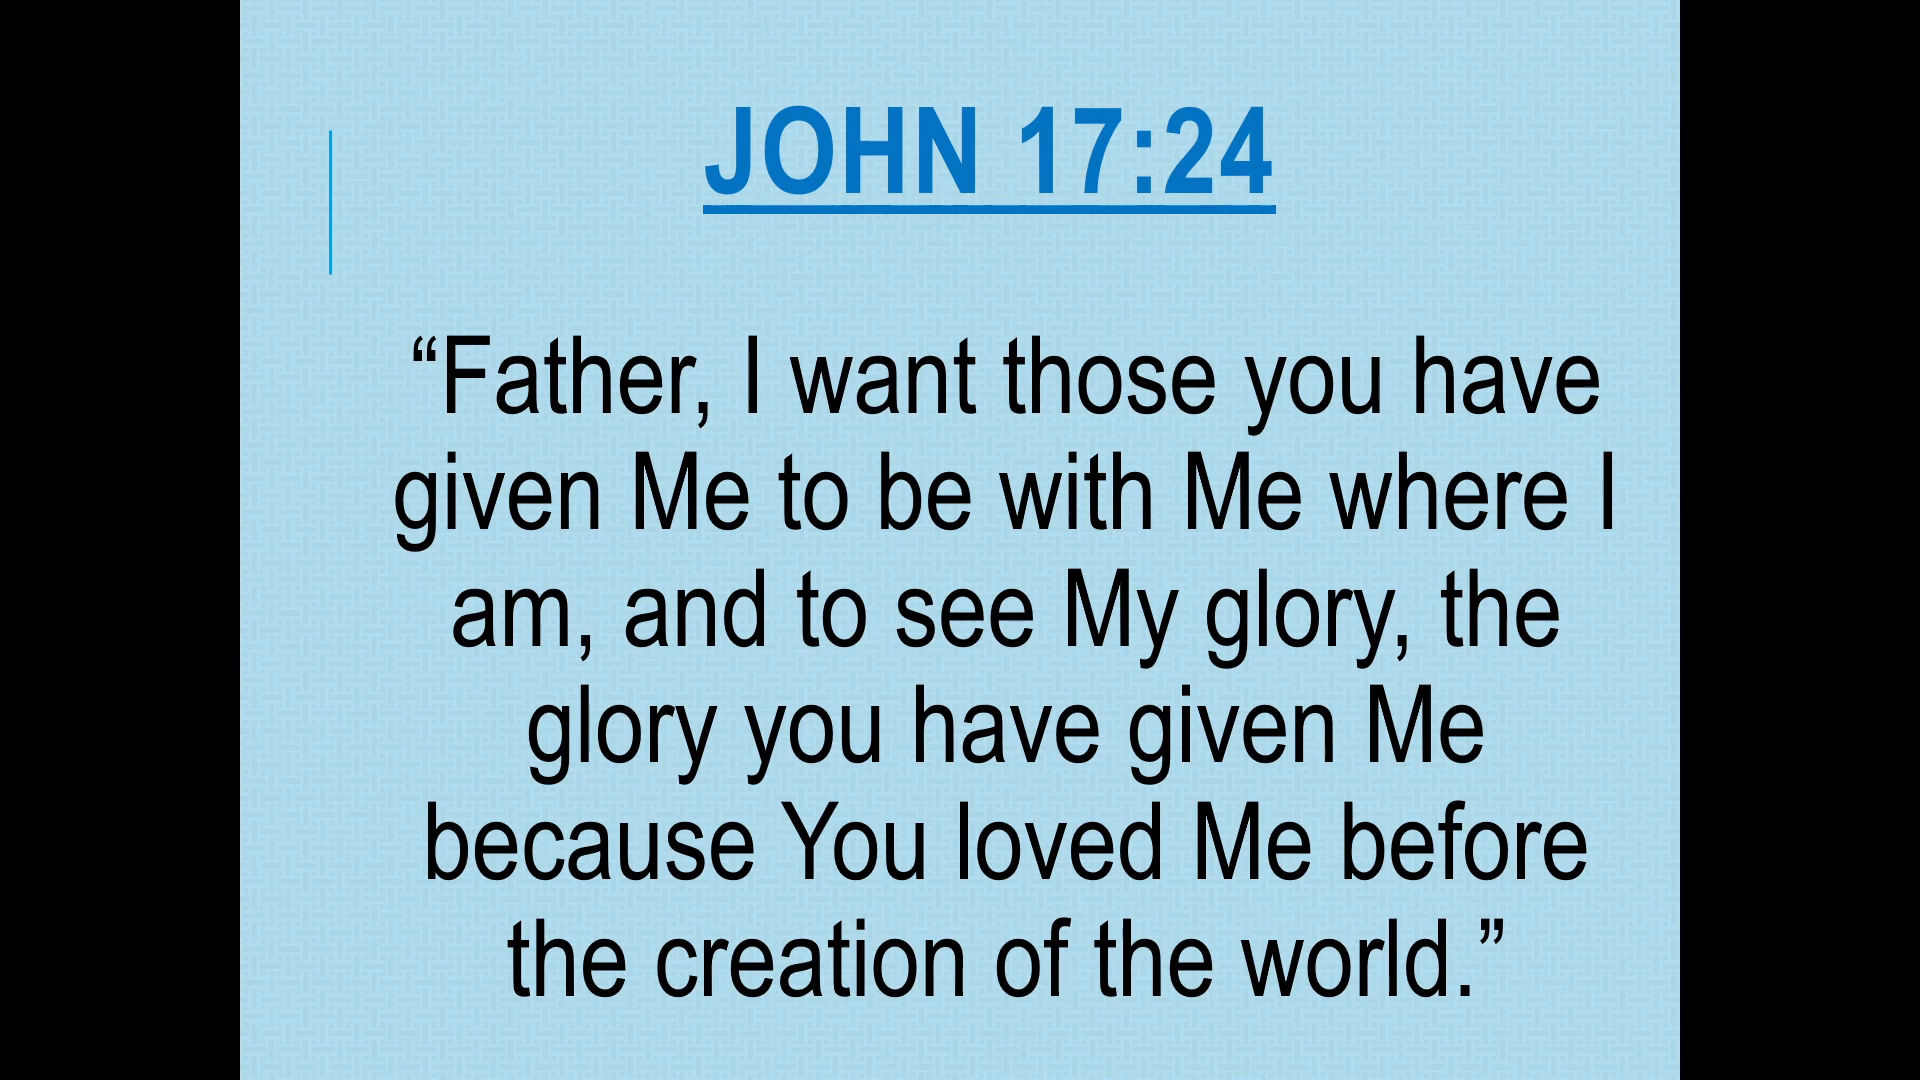 JOHN 17:24
“Father, I want those you have
given Me to be with Me where I
am, and to see My glory, the
glory you have given Me
because You loved Me before
the creation of the world.”